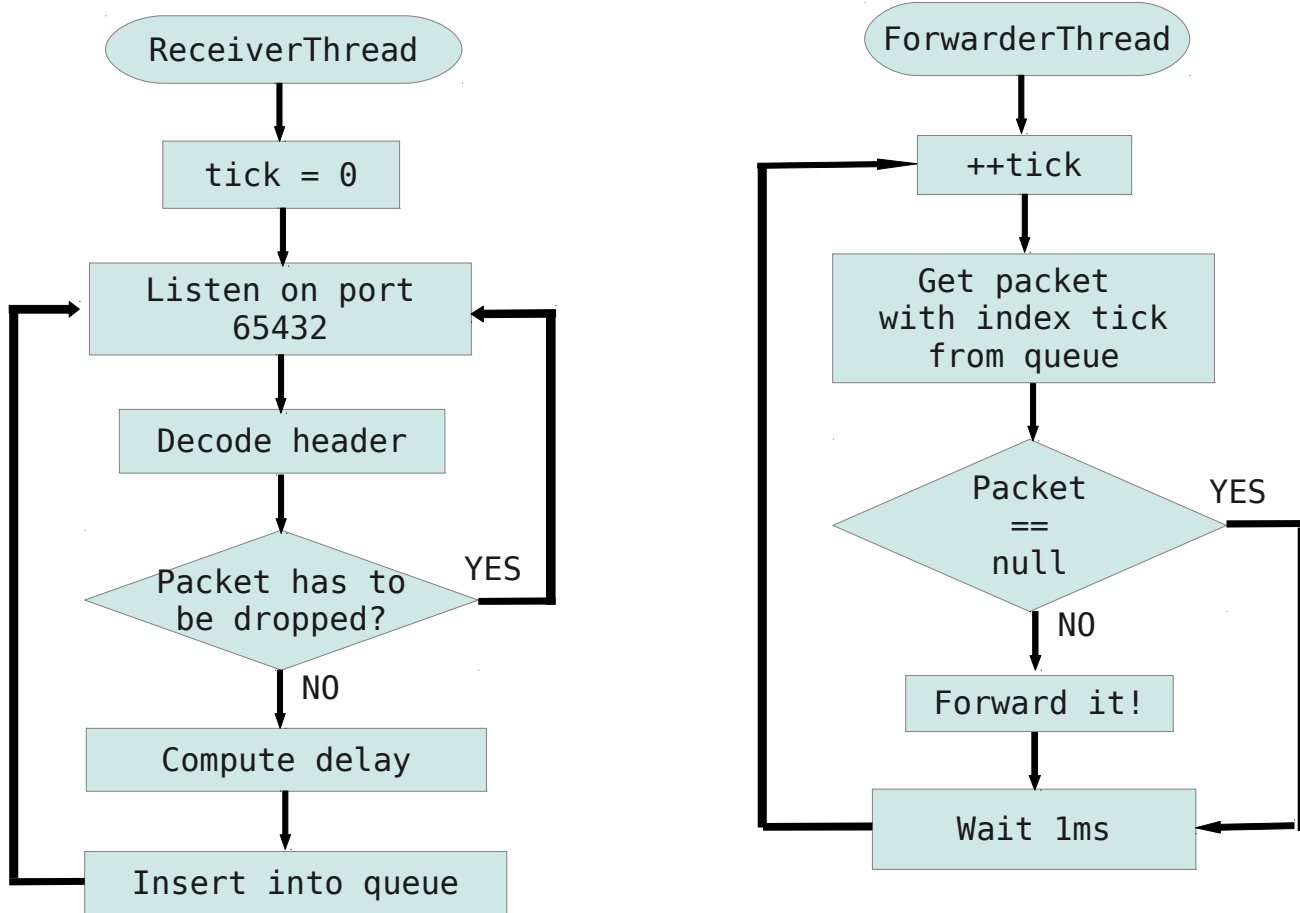 ReceiverThread
tick = 0
Listen on port
65432
Decode header
Packet has to
be dropped?
YES
NO
Compute delay
Insert into queue
ForwarderThread
++tick
Get packet
with index tick
from queue
Packet
==
null
YES
NO
Forward it!
Wait 1ms